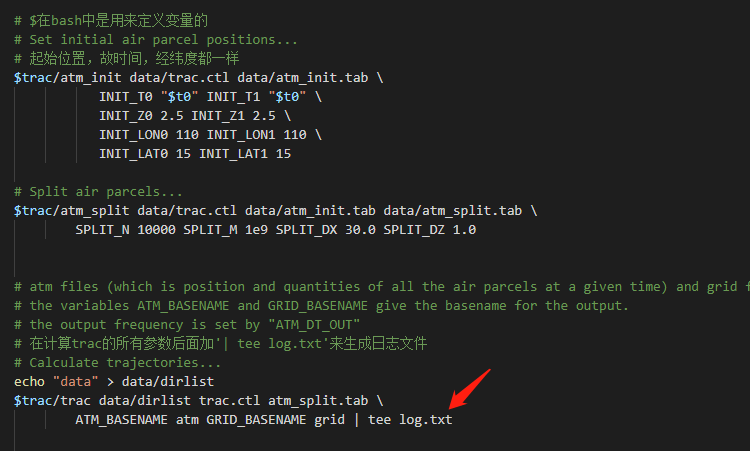 # $在bash中是用来定义变量的
# Set initial air parcel positions...
# 起始位置，故时间，经纬度都一样
$trac/atm_init data/trac.ctl data/atm_init.tab \
INIT_T0 "$t0" INIT_T1 "$t0" \
INIT_Z0 2.5 INIT_Z1 2.5 \
INIT_LON0 110 INIT_LON1 110 \
INIT_LAT0 15 INIT_LAT1 15
# Split air parcels...
$trac/atm_split data/trac.ctl data/atm_init.tab data/atm_split.tab \
SPLIT_N 10000 SPLIT_M 1e9 SPLIT_DX 30.0 SPLIT_DZ 1.0
# atm files (which is position and quantities of all the air parcels at a given time) and grid
# the variables ATM_BASENAME and GRID_BASENAME give the basename for the output.
# the output frequency is set by "ATM_DT_OUT"
# 在计算trac的所有参数后面加'| tee log.txt'来生成日志文件
# Calculate trajectories...
echo "data" > data/dirlist
$trac/trac data/dirlist trac.ctl atm_split.tab \
ATM_BASENAME atm GRID_BASENAME grid | tee log.txt